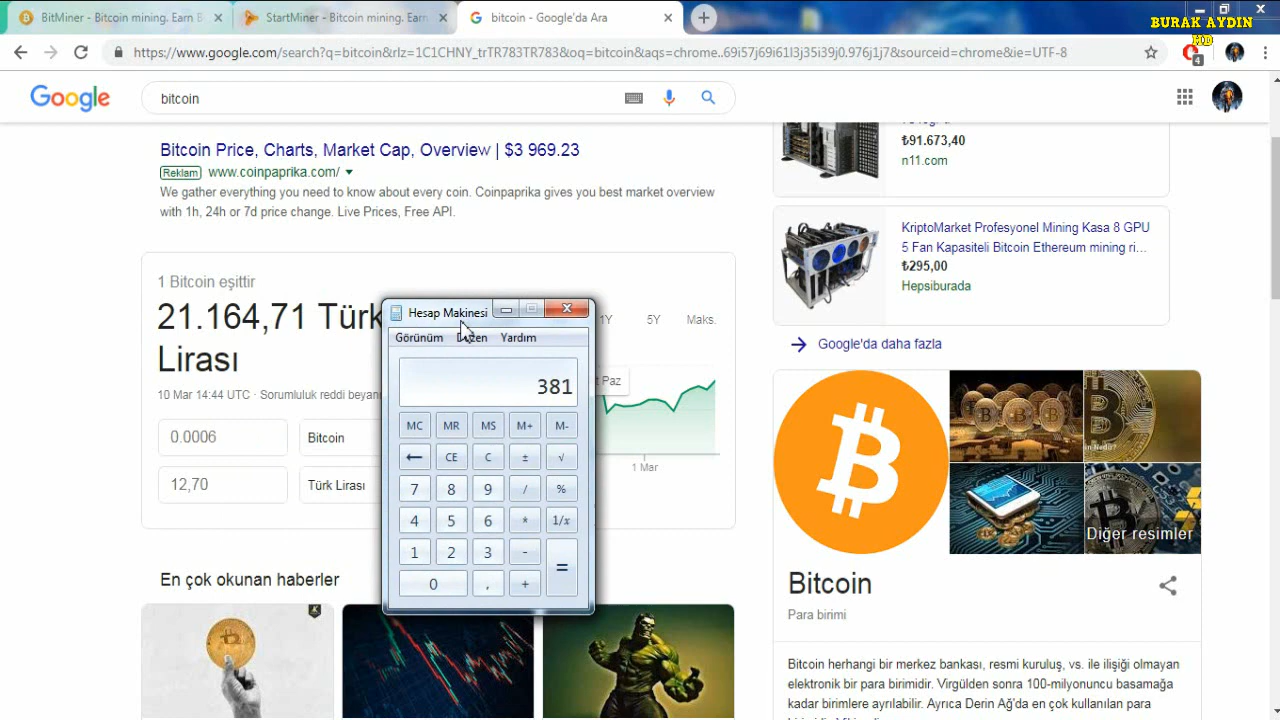 BitMiner - Bitcoin mining. Earn B
StartMiner - Bitcoin mining. Earn
bitcoin - Google'da Ara
BURAK AYDIN
HD
https://www.google.com/search?q=bitcoin&rlz=1C1CHNY_trTR783TR783&oq=bitcoin&aqs=chrome..69i57j69i61l3j35i39j0.976j1j7&sourceid=chrome&ie=UTF-8
4
Google
bitcoin
Bitcoin Price, Charts, Market Cap, Overview | $3 969.23
Reklam www.coinpaprika.com/
We gather everything you need to know about every coin. Coinpaprika gives you best market overview
with 1h, 24h or 7d price change. Live Prices, Free API.
1 Bitcoin eşittir
21.164,71 Türk
Lirası
10 Mar 14:44 UTC · Sorumluluk reddi beyanı
0.0006 Bitcoin
12,70 Türk Lirası
1Y 5Y Maks.
t Paz
1 Mar
Hesap Makinesi
Görünüm Düzen Yardım
381
MC MR MS M+ M-
← CE C ± √
7 8 9 / %
4 5 6 * 1/x
1 2 3 - =
0 , +
En çok okunan haberler
₺91.673,40
n11.com
KriptoMarket Profesyonel Mining Kasa 8 GPU
5 Fan Kapasiteli Bitcoin Ethereum mining ri...
₺295,00
Hepsiburada
Google'da daha fazla
Diğer resimler
Bitcoin
Para birimi
Bitcoin herhangi bir merkez bankası, resmi kuruluş, vs. ile ilişiği olmayan
elektronik bir para birimidir. Virgülden sonra 100-milyonuncu basamağa
kadar birimlere ayrılabilir. Ayrıca Derin Ağ'da en çok kullanılan para